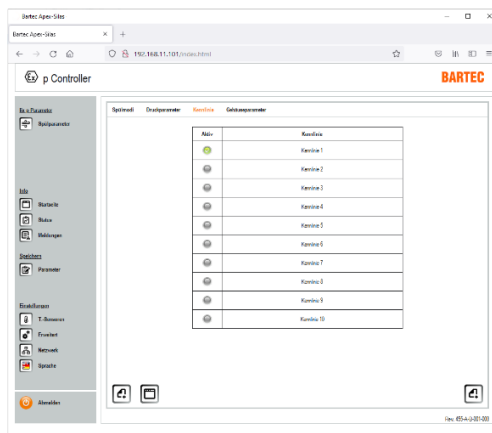 Bartec Apex-Silas
Bartec Apex-Silas
192.168.11.101/index.html
p Controller
BARTEC
Ex-p Parameter
Spülparameter
Info
Startseite
Status
Meldungen
Speichern
Parameter
Einstellungen
T.-Sensoren
Erweitert
Netzwerk
Sprache
Abmelden
Spülmodi Druckparameter Kennlinie Gehäuseparameter
Aktiv Kennlinie
Kennlinie 1
Kennlinie 2
Kennlinie 3
Kennlinie 4
Kennlinie 5
Kennlinie 6
Kennlinie 7
Kennlinie 8
Kennlinie 9
Kennlinie 10